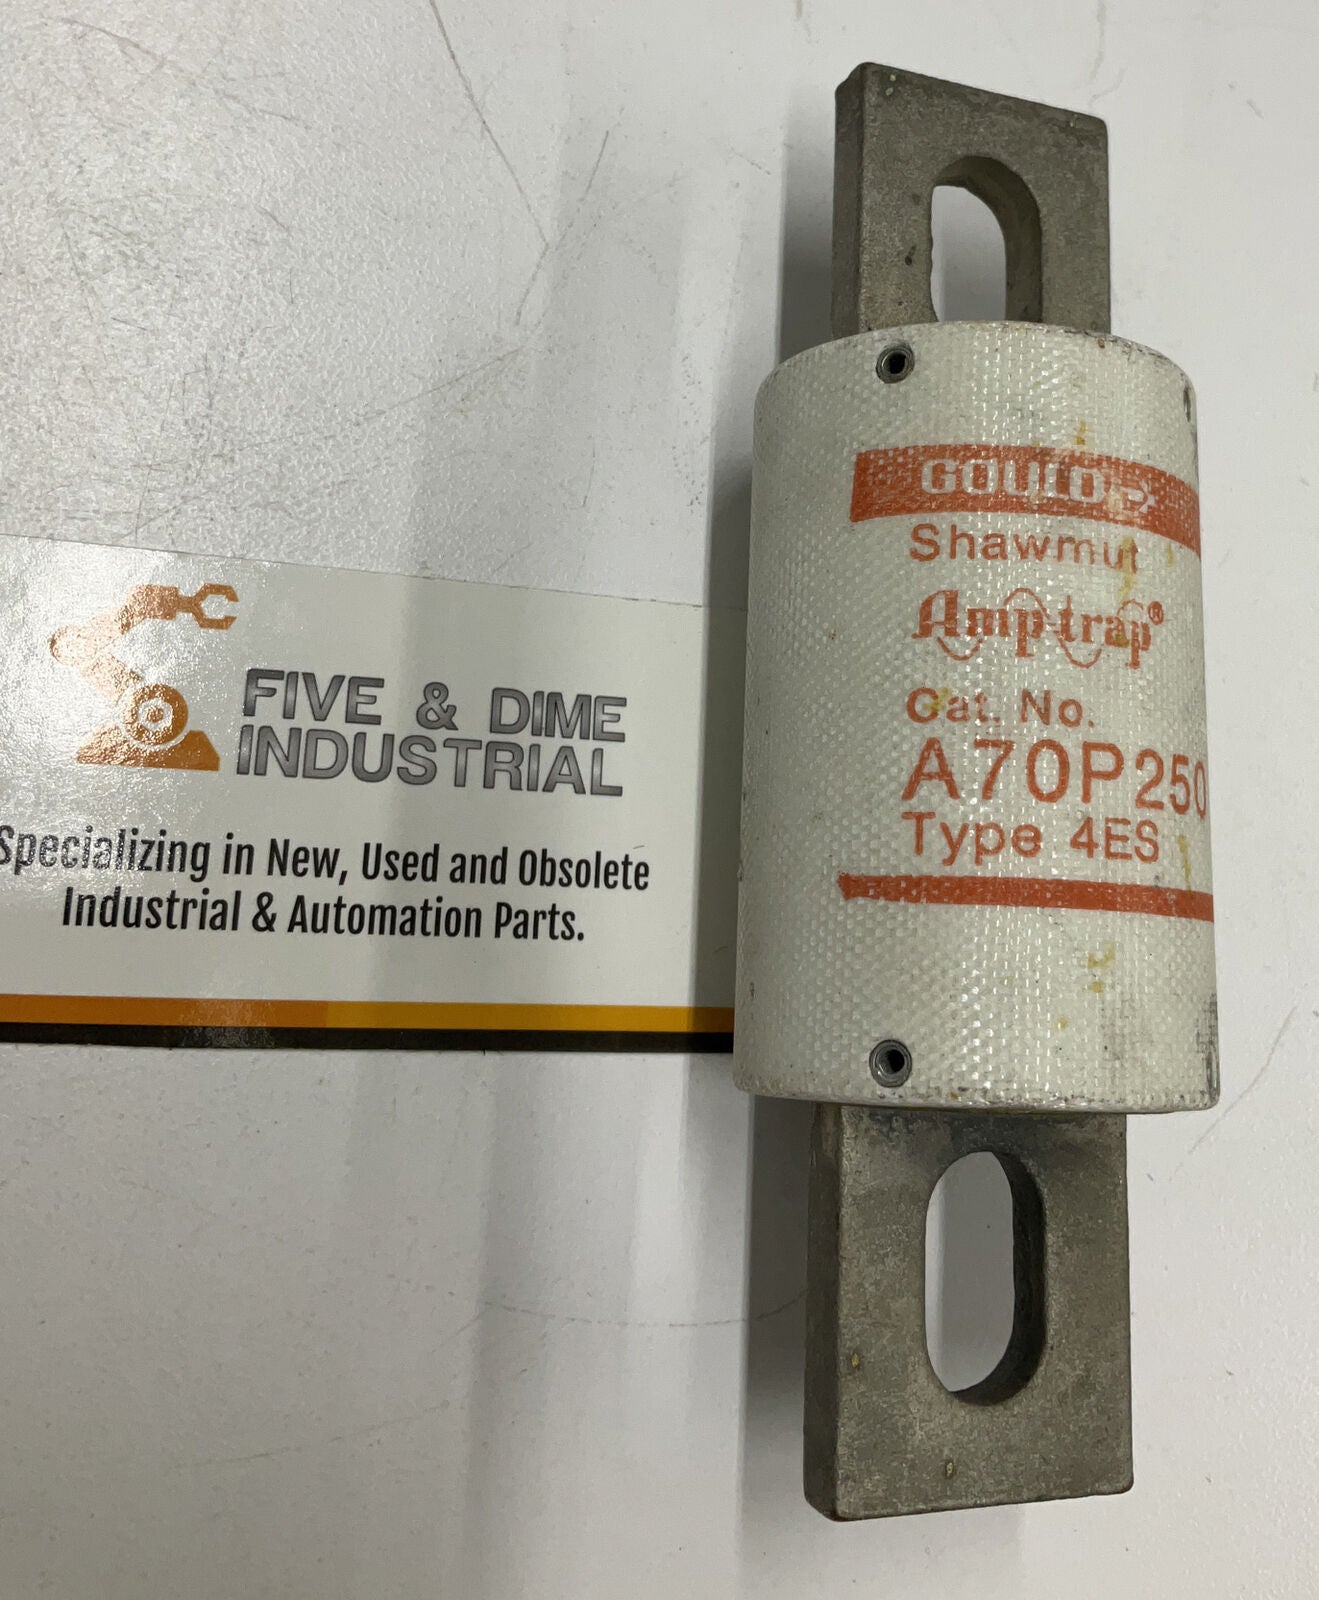 FIVE & DIME
INDUSTRIAL
Specializing in New, Used and Obsolete
Industrial & Automation Parts.
GOULD
Shawmut
Amp-trap®
Cat. No.
A70P250
Type 4ES